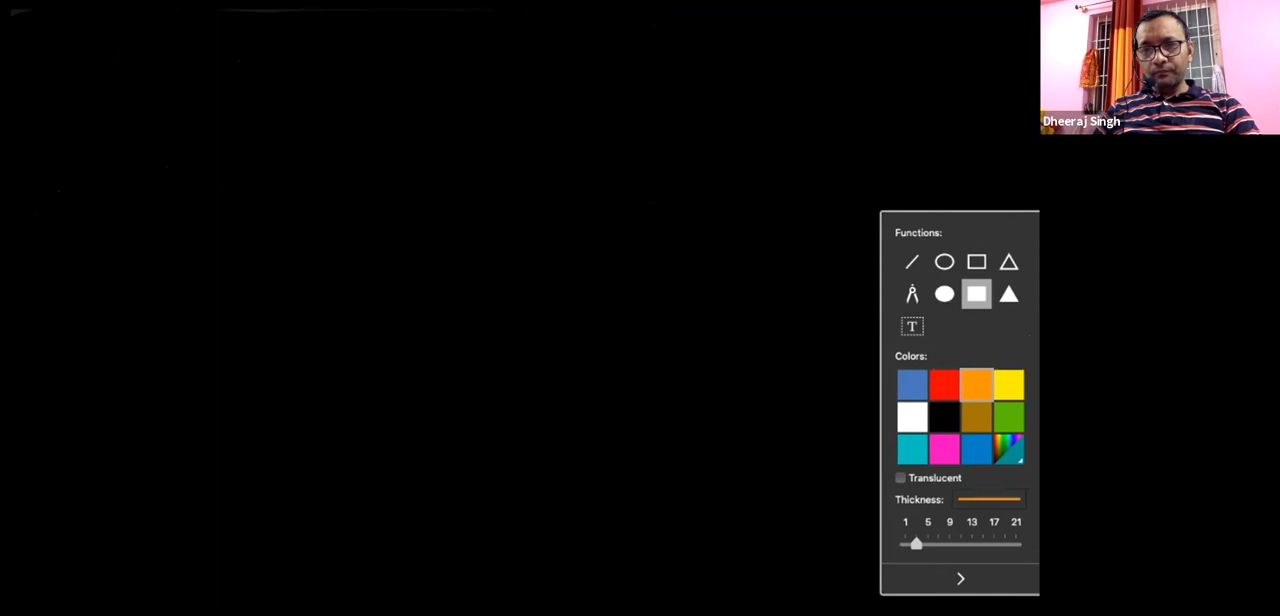 Dheeraj Singh
Functions:
T
Colors:
Translucent
Thickness:
1 5 9 13 17 21